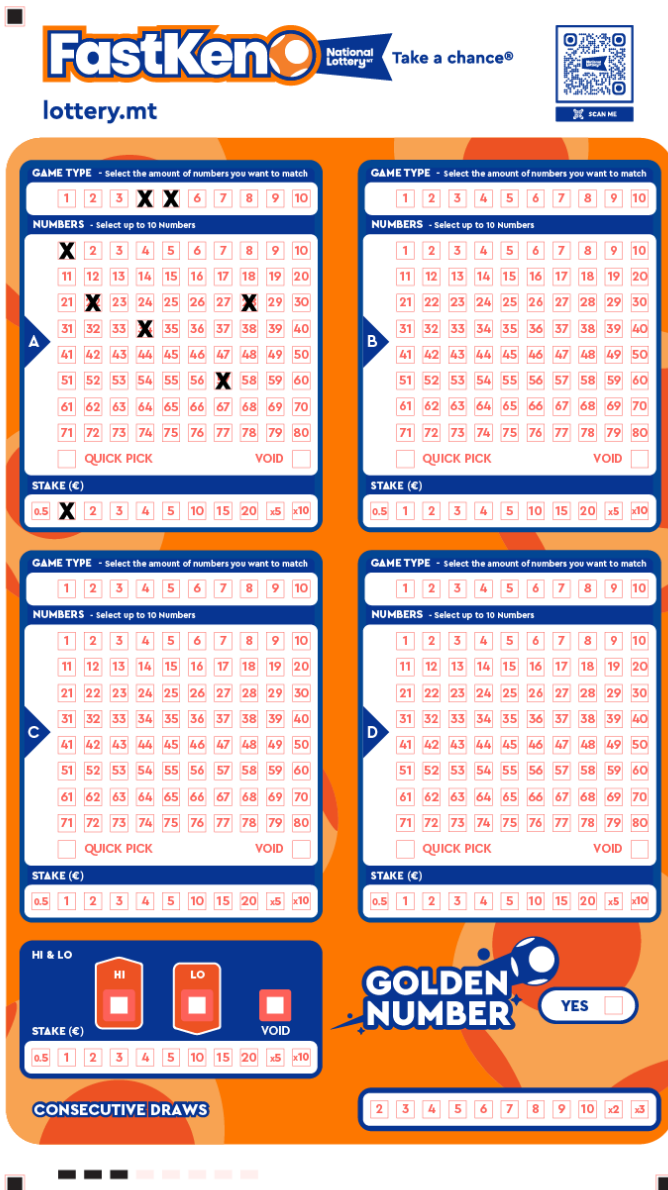 FastKeno
National
Lottery.MT
Take a chance®
lottery.mt
SCAN ME
GAME TYPE - Select the amount of numbers you want to match
1 2 3 X X 6 7 8 9 10
NUMBERS - Select up to 10 Numbers
X 2 3 4 5 6 7 8 9 10
11 12 13 14 15 16 17 18 19 20
21 X 23 24 25 26 27 X 29 30
31 32 33 X 35 36 37 38 39 40
A
41 42 43 44 45 46 47 48 49 50
51 52 53 54 55 56 X 58 59 60
61 62 63 64 65 66 67 68 69 70
71 72 73 74 75 76 77 78 79 80
QUICK PICK VOID
STAKE (€)
0.5 X 2 3 4 5 10 15 20 x5 x10
GAME TYPE - Select the amount of numbers you want to match
1 2 3 4 5 6 7 8 9 10
NUMBERS - Select up to 10 Numbers
1 2 3 4 5 6 7 8 9 10
11 12 13 14 15 16 17 18 19 20
21 22 23 24 25 26 27 28 29 30
31 32 33 34 35 36 37 38 39 40
B
41 42 43 44 45 46 47 48 49 50
51 52 53 54 55 56 57 58 59 60
61 62 63 64 65 66 67 68 69 70
71 72 73 74 75 76 77 78 79 80
QUICK PICK VOID
STAKE (€)
0.5 1 2 3 4 5 10 15 20 x5 x10
GAME TYPE - Select the amount of numbers you want to match
1 2 3 4 5 6 7 8 9 10
NUMBERS - Select up to 10 Numbers
1 2 3 4 5 6 7 8 9 10
11 12 13 14 15 16 17 18 19 20
21 22 23 24 25 26 27 28 29 30
31 32 33 34 35 36 37 38 39 40
C
41 42 43 44 45 46 47 48 49 50
51 52 53 54 55 56 57 58 59 60
61 62 63 64 65 66 67 68 69 70
71 72 73 74 75 76 77 78 79 80
QUICK PICK VOID
STAKE (€)
0.5 1 2 3 4 5 10 15 20 x5 x10
GAME TYPE - Select the amount of numbers you want to match
1 2 3 4 5 6 7 8 9 10
NUMBERS - Select up to 10 Numbers
1 2 3 4 5 6 7 8 9 10
11 12 13 14 15 16 17 18 19 20
21 22 23 24 25 26 27 28 29 30
31 32 33 34 35 36 37 38 39 40
D
41 42 43 44 45 46 47 48 49 50
51 52 53 54 55 56 57 58 59 60
61 62 63 64 65 66 67 68 69 70
71 72 73 74 75 76 77 78 79 80
QUICK PICK VOID
STAKE (€)
0.5 1 2 3 4 5 10 15 20 x5 x10
HI & LO
HI LO
STAKE (€) VOID
0.5 1 2 3 4 5 10 15 20 x5 x10
GOLDEN
NUMBER
YES
CONSECUTIVE DRAWS
2 3 4 5 6 7 8 9 10 x2 x3